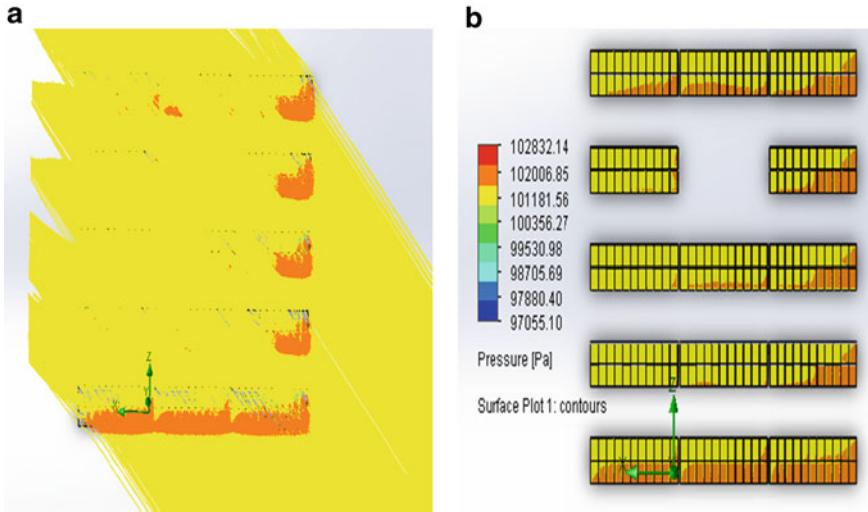 a
b
102832.14
102006.85
101181.56
100356.27
99530.98
98705.69
97880.40
97055.10
Pressure [Pa]
Surface Plot 1: contours
Z
Y
X
Z
X